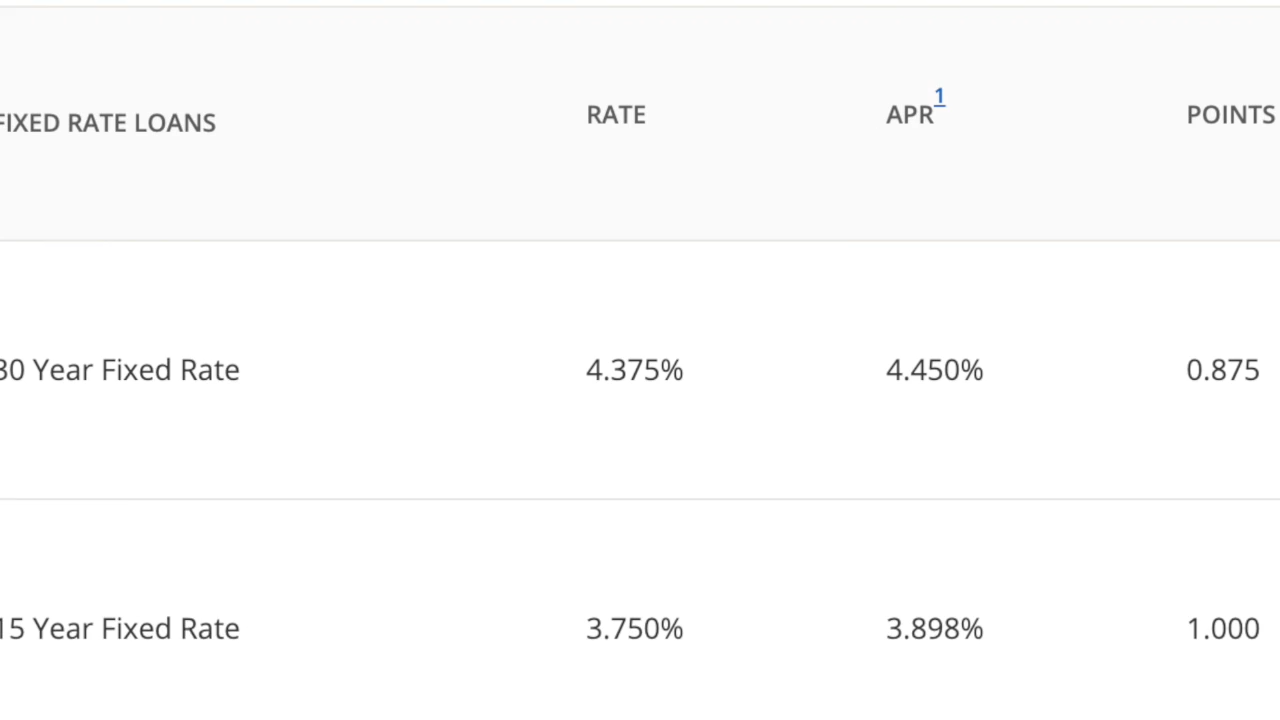 FIXED RATE LOANS RATE APR1 POINTS
30 Year Fixed Rate 4.375% 4.450% 0.875
15 Year Fixed Rate 3.750% 3.898% 1.000